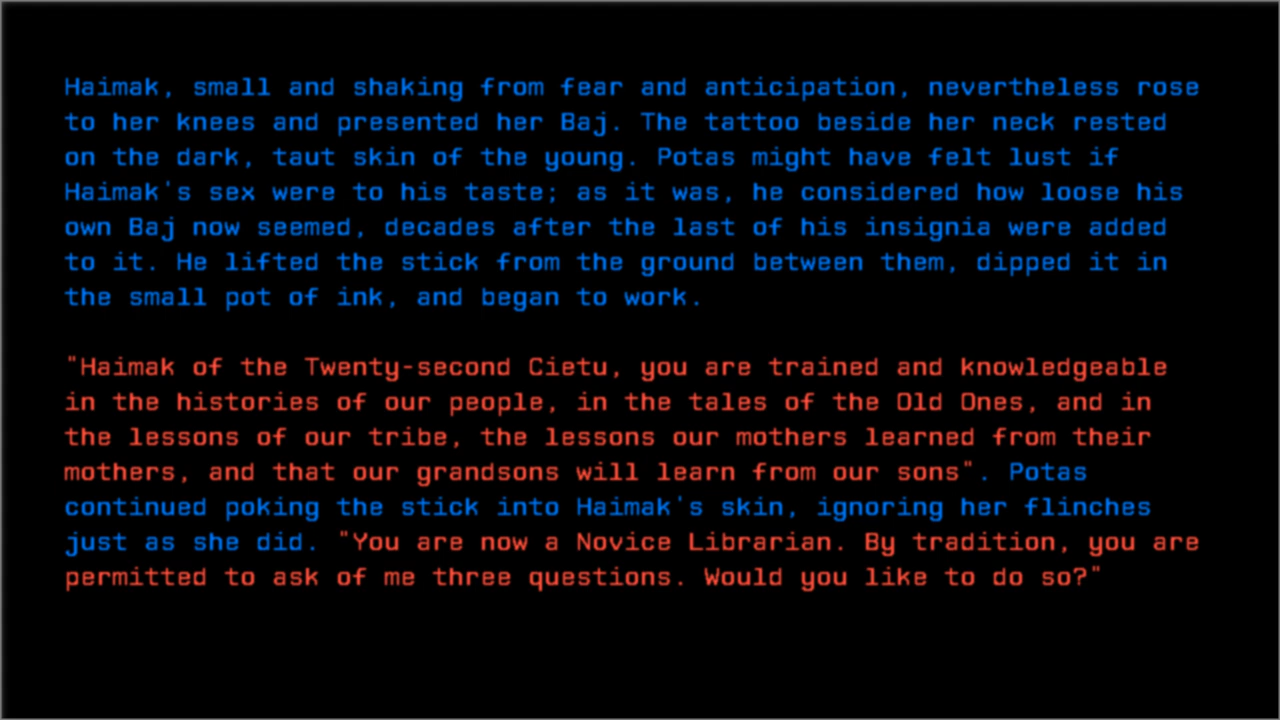 Haimak, small and shaking from fear and anticipation, nevertheless rose
to her knees and presented her Baj. The tattoo beside her neck rested
on the dark, taut skin of the young. Potas might have felt lust if
Haimak's sex were to his taste; as it was, he considered how loose his
own Baj now seemed, decades after the last of his insignia were added
to it. He lifted the stick from the ground between them, dipped it in
the small pot of ink, and began to work.
"Haimak of the Twenty-second Cietu, you are trained and knowledgeable
in the histories of our people, in the tales of the Old Ones, and in
the lessons of our tribe, the lessons our mothers learned from their
mothers, and that our grandsons will learn from our sons". Potas
continued poking the stick into Haimak's skin, ignoring her flinches
just as she did. "You are now a Novice Librarian. By tradition, you are
permitted to ask of me three questions. Would you like to do so?"